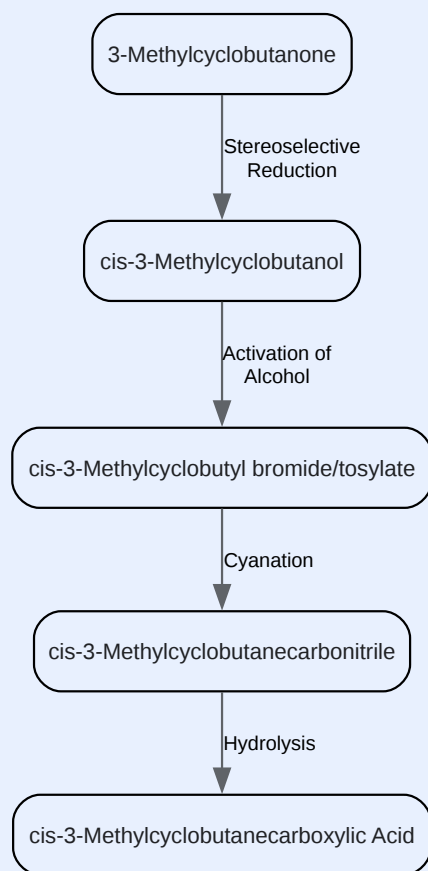 3-Methylcyclobutanone
Stereoselective
Reduction
cis-3-Methylcyclobutanol
Activation of
Alcohol
cis-3-Methylcyclobutyl bromide/tosylate
Cyanation
cis-3-Methylcyclobutanecarbonitrile
Hydrolysis
cis-3-Methylcyclobutanecarboxylic Acid